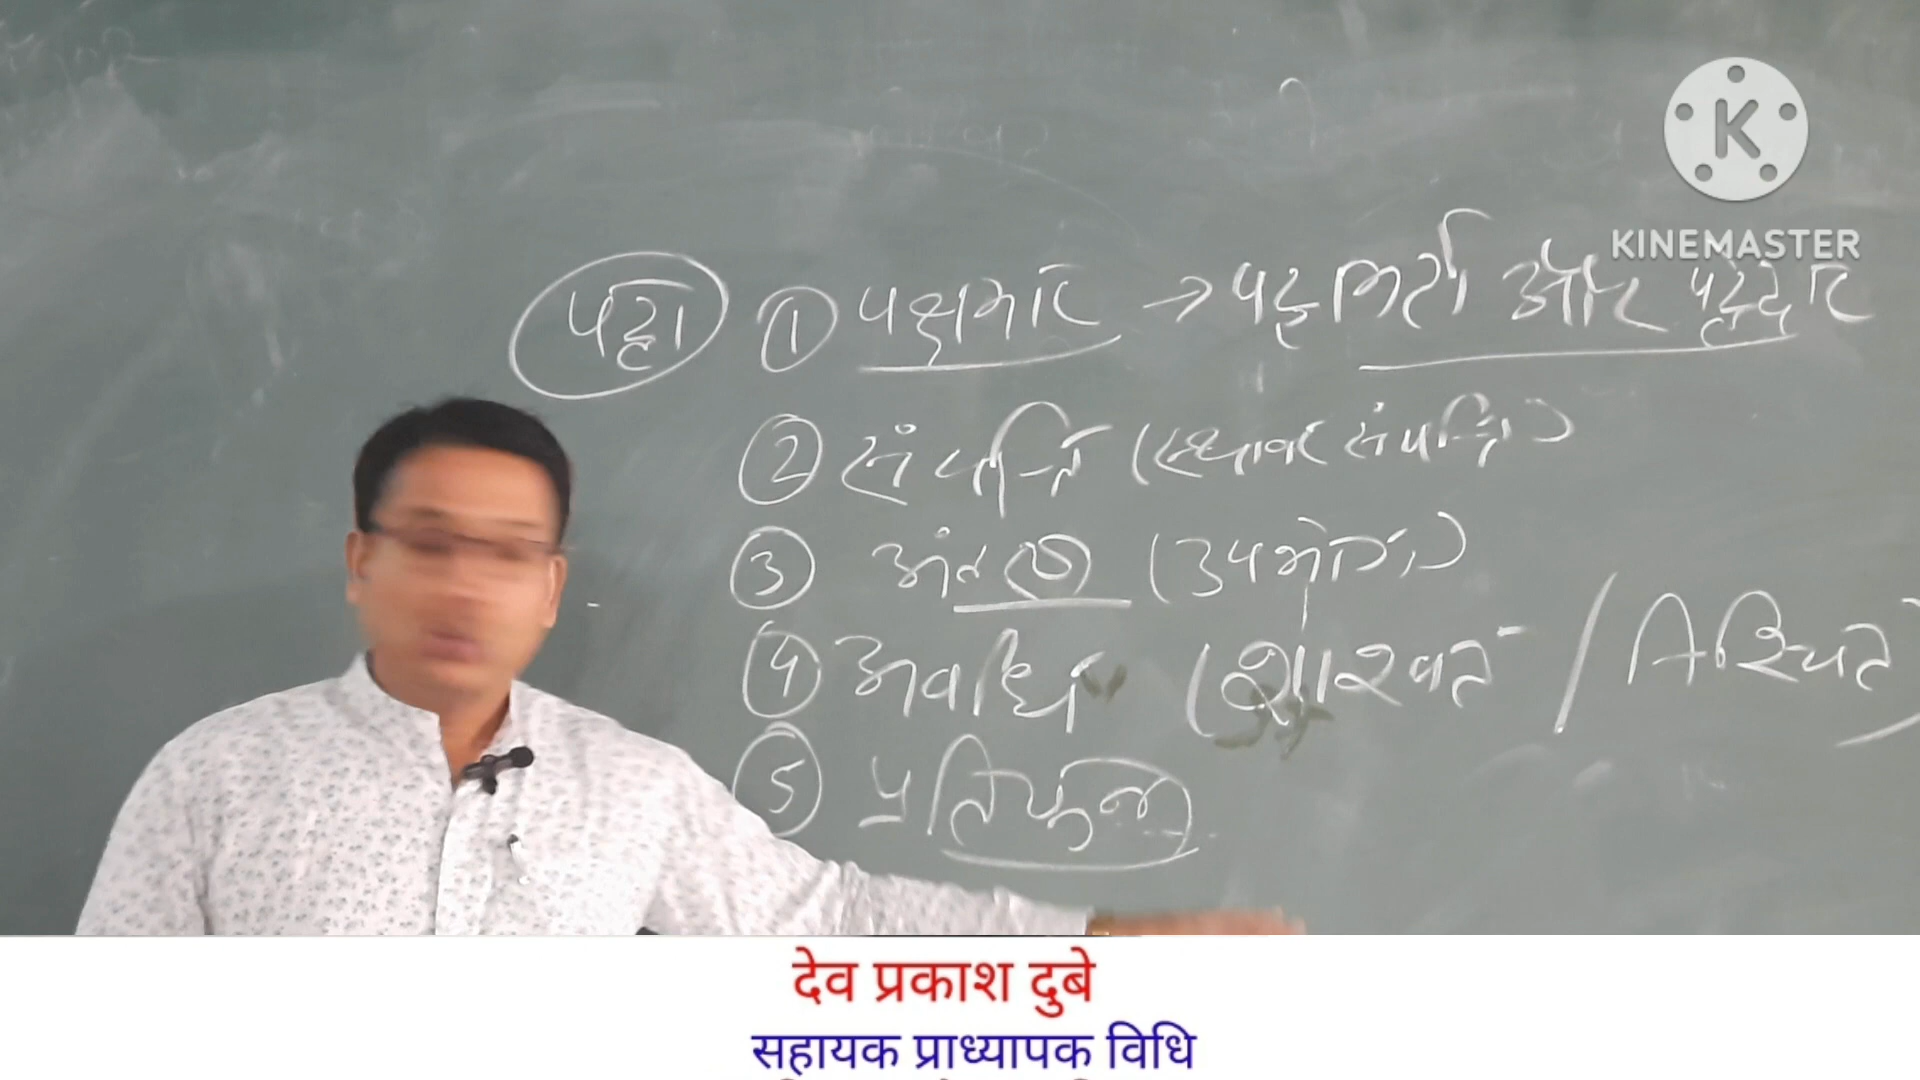 KINEMASTER
पट्टा ① पक्षकार → पट्टाकर्ता और पट्टेदार
② संपत्ति (स्थावर संपत्ति)
③ अंतरण (उपभोग)
④ अवधि (शाश्वत / निश्चित)
⑤ प्रतिफल
देव प्रकाश दुबे
सहायक प्राध्यापक विधि